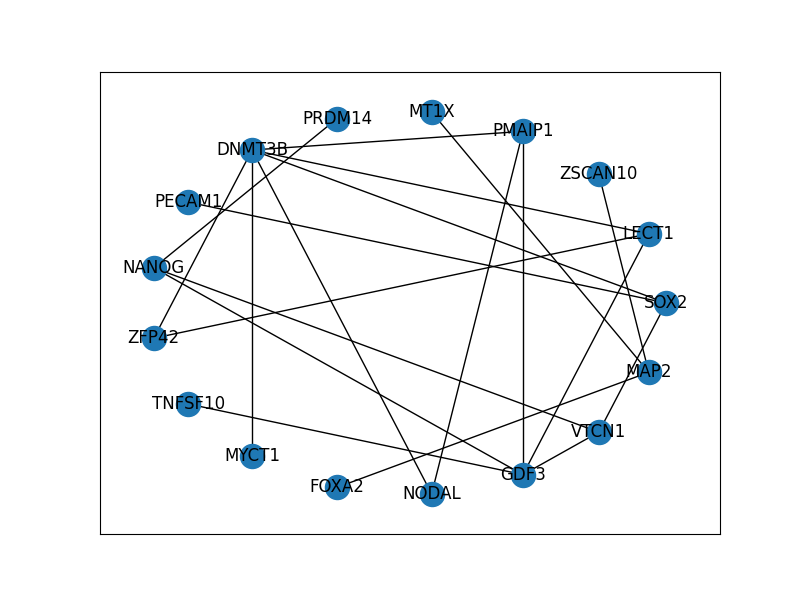 MT1X
PRDM14
PMAIP1
DNMT3B
ZSCAN10
PECAM1
LECT1
NANOG
SOX2
ZFP42
MAP2
TNFSF10
VTCN1
MYCT1
GDF3
FOXA2
NODAL